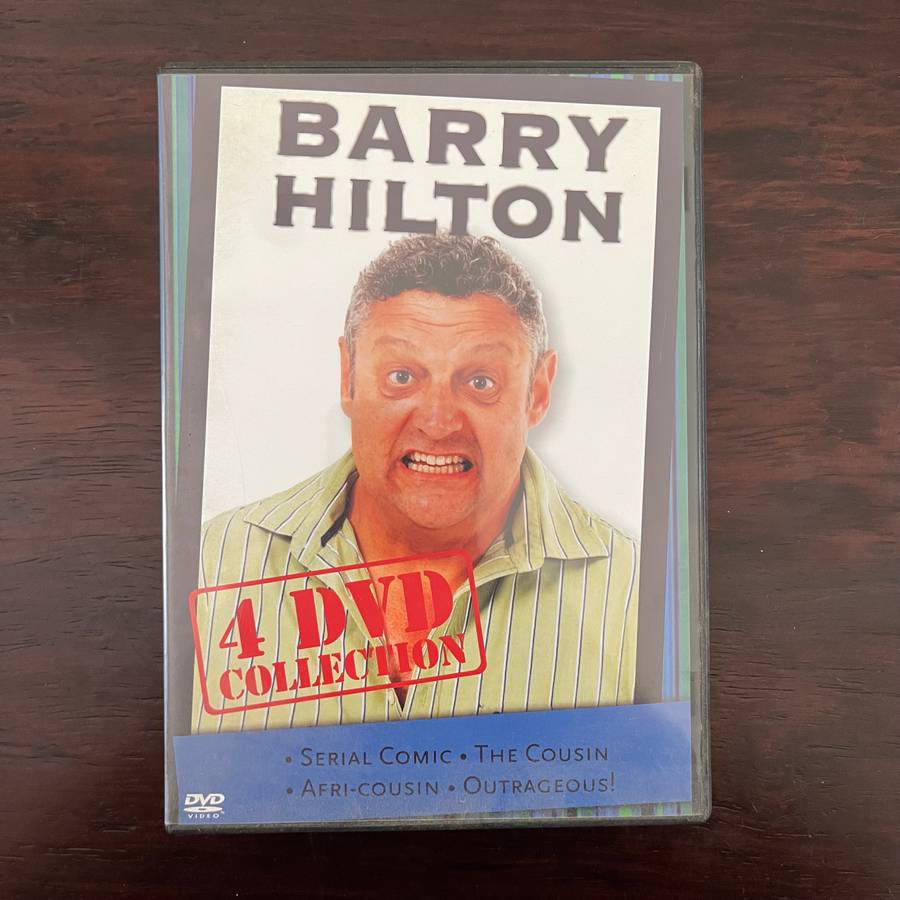 BARRY
HILTON
4 DVD
COLLECTION
• SERIAL COMIC • THE COUSIN
• AFRI-COUSIN • OUTRAGEOUS!
DVD
VIDEO